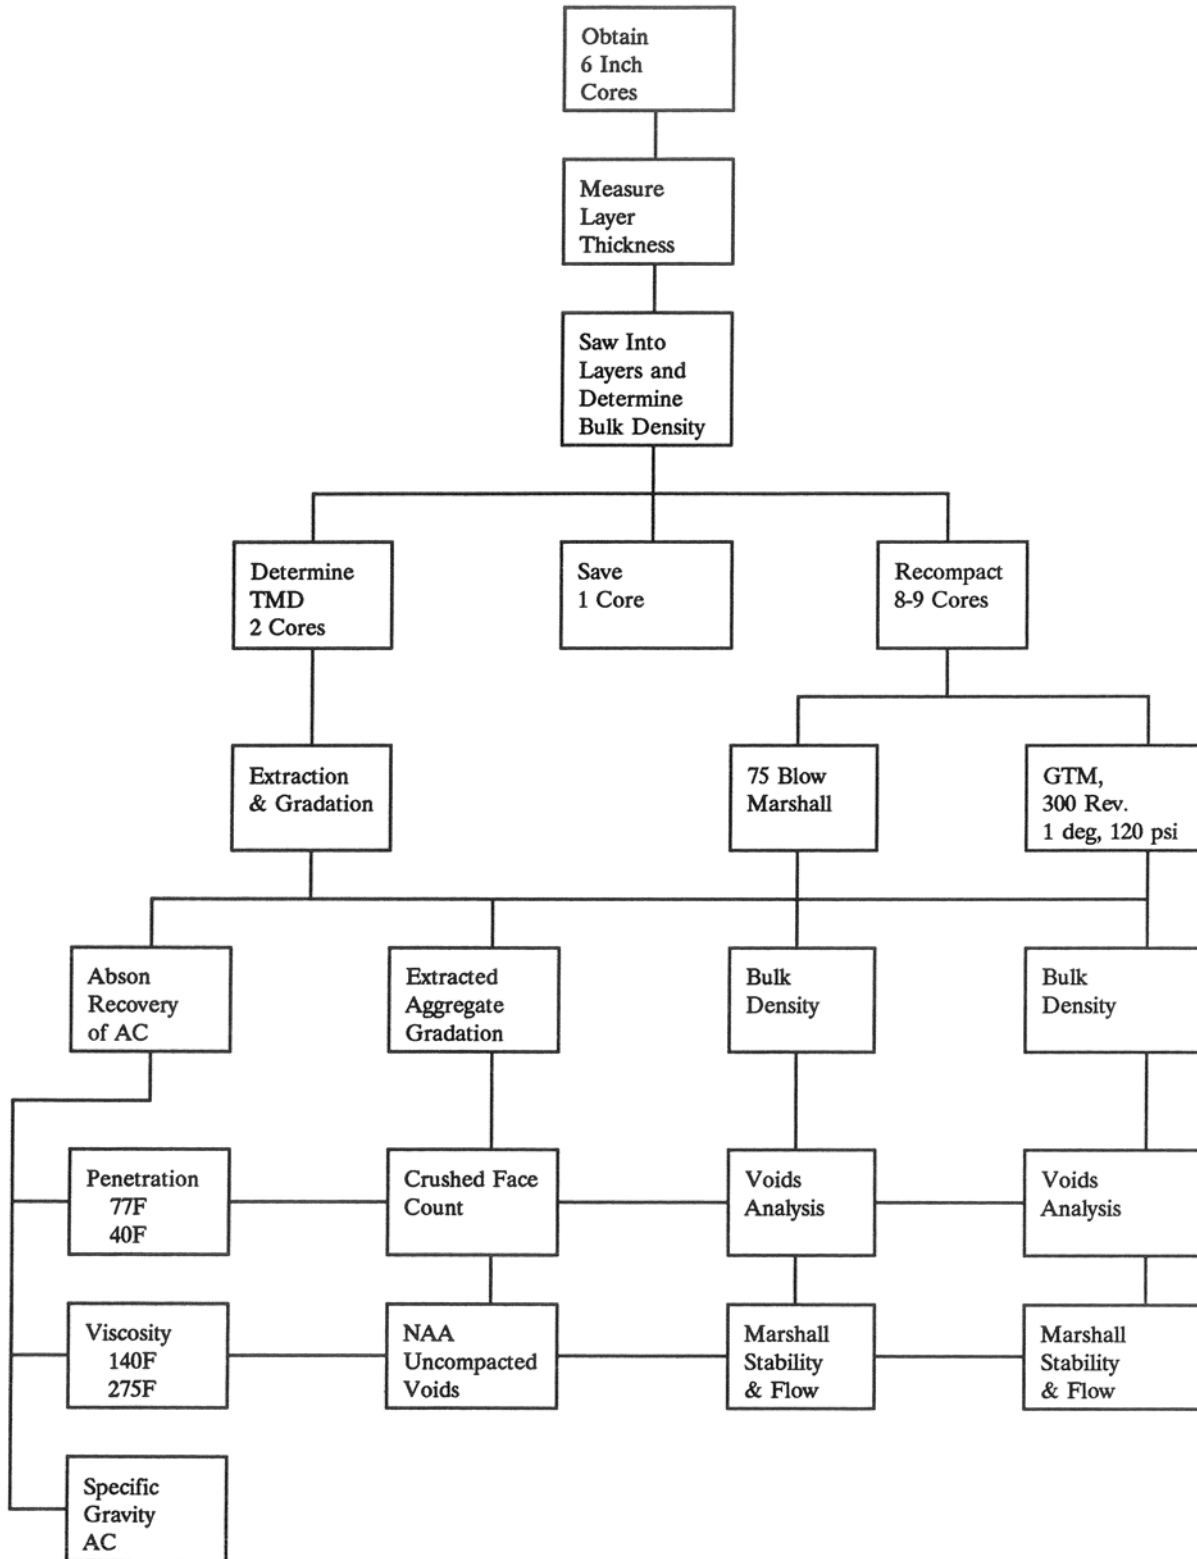 Obtain
6 Inch
Cores
Measure
Layer
Thickness
Saw Into
Layers and
Determine
Bulk Density
Determine
TMD
2 Cores
Save
1 Core
Recompact
8-9 Cores
Extraction
& Gradation
75 Blow
Marshall
GTM,
300 Rev.
1 deg, 120 psi
Abson
Recovery
of AC
Extracted
Aggregate
Gradation
Bulk
Density
Bulk
Density
Penetration
77F
40F
Crushed Face
Count
Voids
Analysis
Voids
Analysis
Viscosity
140F
275F
NAA
Uncompacted
Voids
Marshall
Stability
& Flow
Marshall
Stability
& Flow
Specific
Gravity
AC